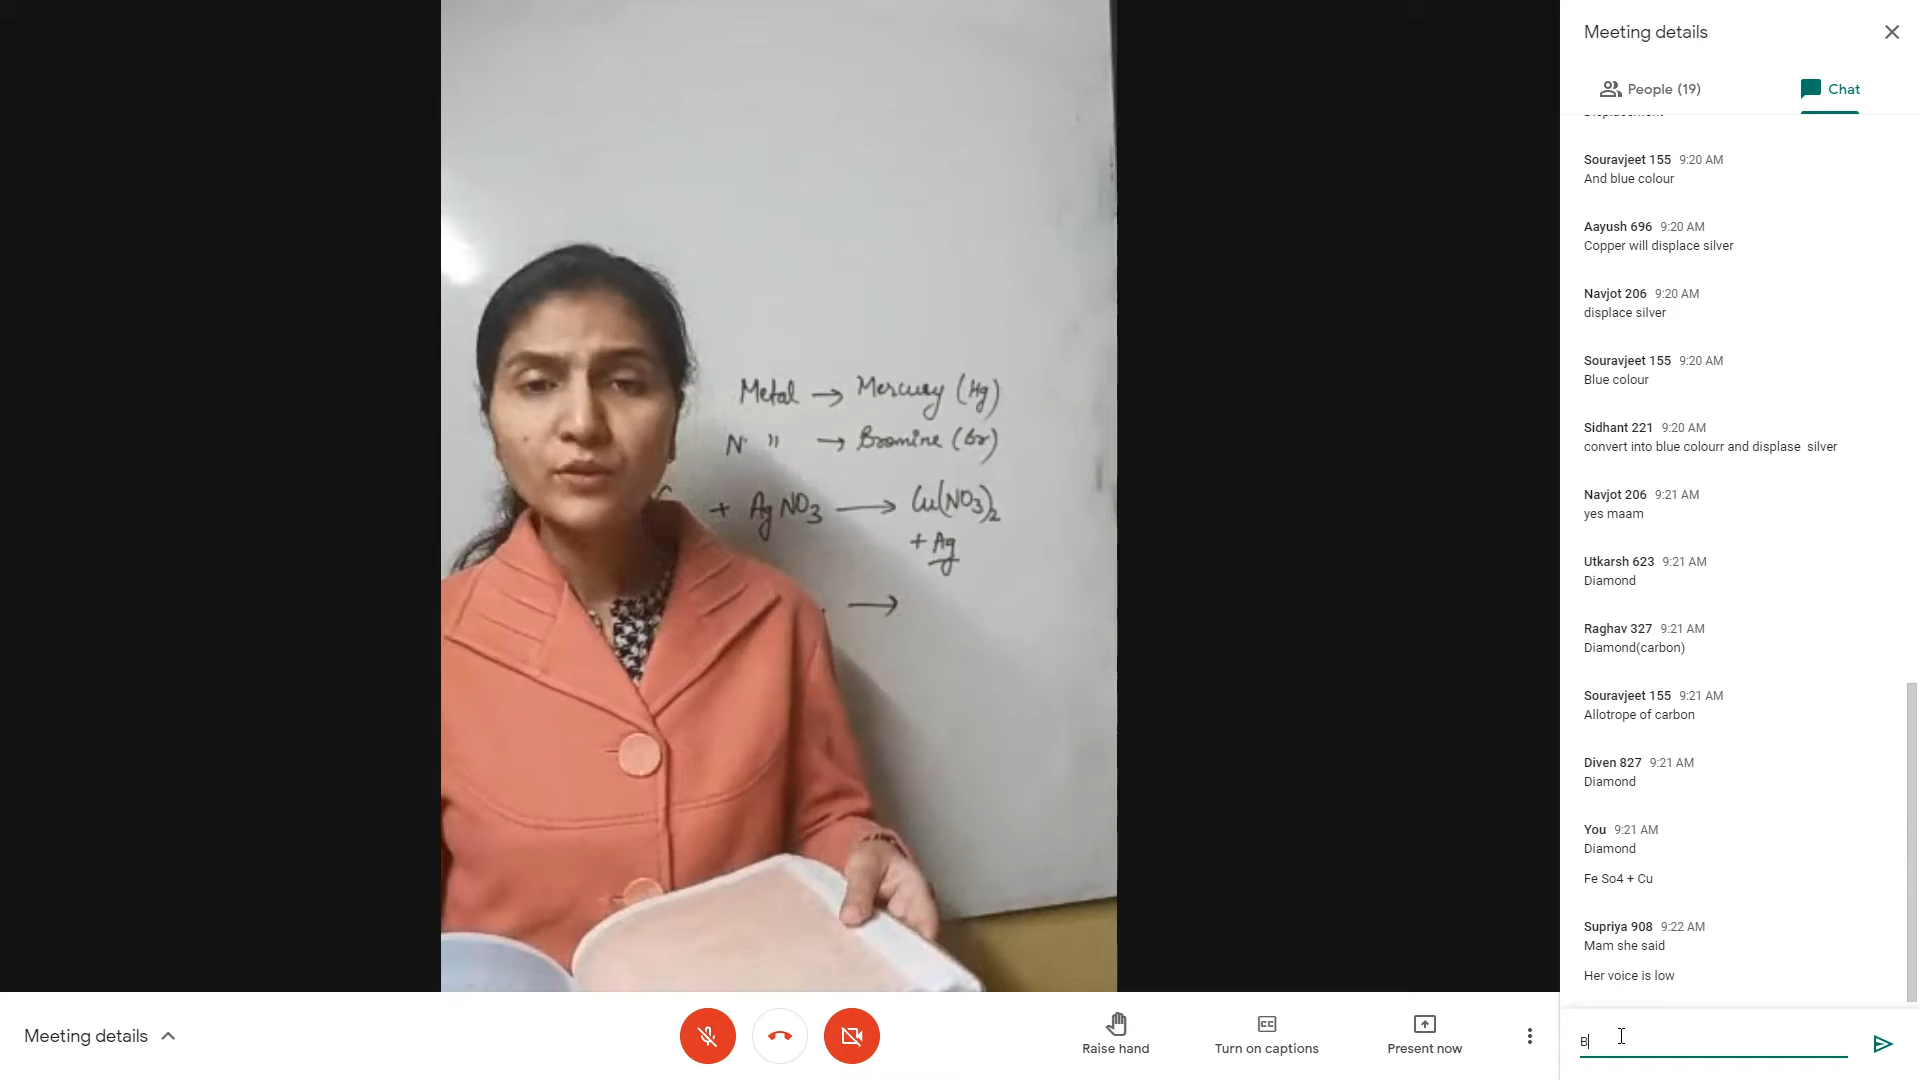 Meeting details
People (19)
Chat
Souravjeet 155 9:20 AM
And blue colour
Aayush 696 9:20 AM
Copper will displace silver
Navjot 206 9:20 AM
displace silver
Souravjeet 155 9:20 AM
Blue colour
Sidhant 221 9:20 AM
convert into blue colourr and displase silver
Navjot 206 9:21 AM
yes maam
Utkarsh 623 9:21 AM
Diamond
Raghav 327 9:21 AM
Diamond(carbon)
Souravjeet 155 9:21 AM
Allotrope of carbon
Diven 827 9:21 AM
Diamond
You 9:21 AM
Diamond
Fe So4 + Cu
Supriya 908 9:22 AM
Mam she said
Her voice is low
B
Metal → Mercury (Hg)
N " → Bromine (Br)
+ AgNO3 → Cu(NO3)2
+ Ag
→
Meeting details
Raise hand
Turn on captions
Present now